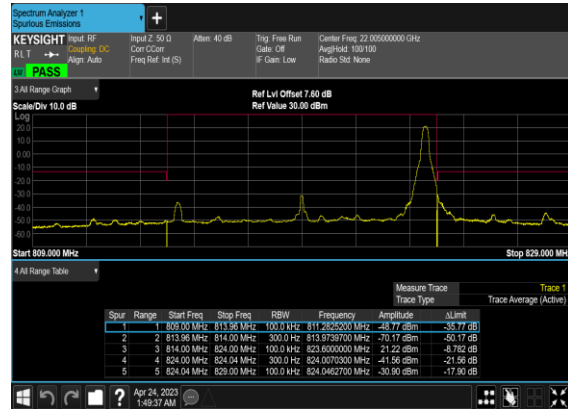 Spectrum Analyzer 1
Spurious Emissions
+
KEYSIGHT Input: RF Input Z: 50 Ω Atten: 40 dB Trig: Free Run Center Freq: 22.005000000 GHz
RLT Coupling: DC Corr CCorr Gate: Off Avg|Hold: 100/100
Align: Auto Freq Ref: Int (S) IF Gain: Low Radio Std: None
LW PASS
3 All Range Graph
Ref Lvl Offset 7.60 dB
Scale/Div 10.0 dB Ref Value 30.00 dBm
Log
20.0
10.0
0.00
-10.0
-20.0
-30.0
-40.0
-50.0
-60.0
Start 809.000 MHz Stop 829.000 MH
4 All Range Table
Measure Trace Trace 1
Trace Type Trace Average (Active)
Spur Range Start Freq Stop Freq RBW Frequency Amplitude ΔLimit
1 1 809.00 MHz 813.96 MHz 100.0 kHz 811.2825200 MHz -48.77 dBm -35.77 dB
2 2 813.96 MHz 814.00 MHz 300.0 Hz 813.9739700 MHz -70.17 dBm -50.17 dB
3 3 814.00 MHz 824.00 MHz 100.0 kHz 823.6000000 MHz 21.22 dBm -8.782 dB
4 4 824.00 MHz 824.04 MHz 300.0 Hz 824.0070300 MHz -41.56 dBm -21.56 dB
5 5 824.04 MHz 829.00 MHz 100.0 kHz 824.0462700 MHz -30.90 dBm -17.90 dB
?
Apr 24, 2023
1:49:37 AM